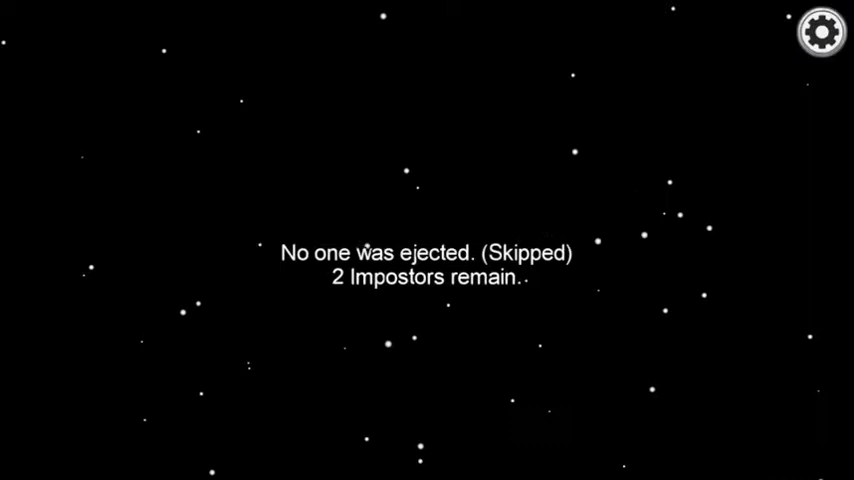 No one was ejected. (Skipped)
2 Impostors remain.